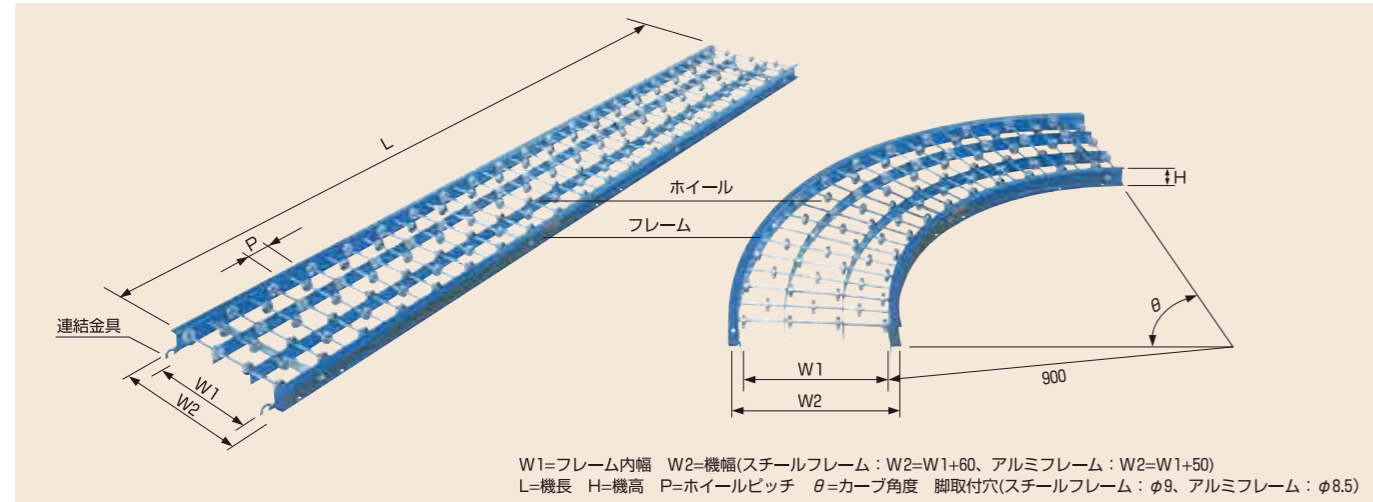 L
P
連結金具
W1
W2
ホイール
フレーム
H
θ
900
W1
W2
W1=フレーム内幅 W2=機幅(スチールフレーム：W2=W1+60、アルミフレーム：W2=W1+50)
L=機長 H=機高 P=ホイールピッチ θ=カーブ角度 脚取付穴(スチールフレーム：φ9、アルミフレーム：φ8.5)